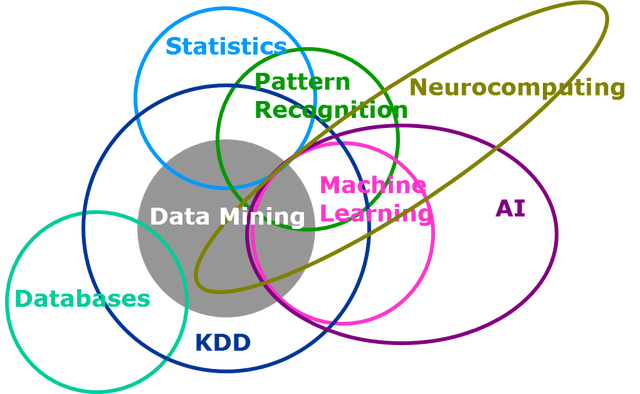 Statistics
Pattern
Recognition
Neurocomputing
Machine
Learning
AI
Data Mining
Databases
KDD